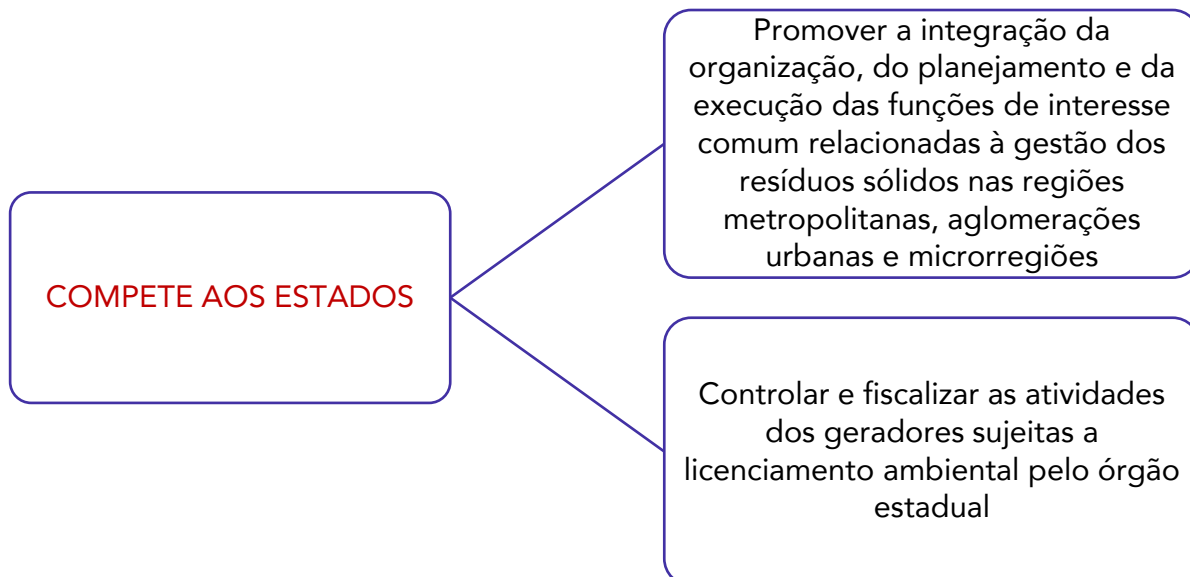 COMPETE AOS ESTADOS
Promover a integração da
organização, do planejamento e da
execução das funções de interesse
comum relacionadas à gestão dos
resíduos sólidos nas regiões
metropolitanas, aglomerações
urbanas e microrregiões
Controlar e fiscalizar as atividades
dos geradores sujeitas a
licenciamento ambiental pelo órgão
estadual